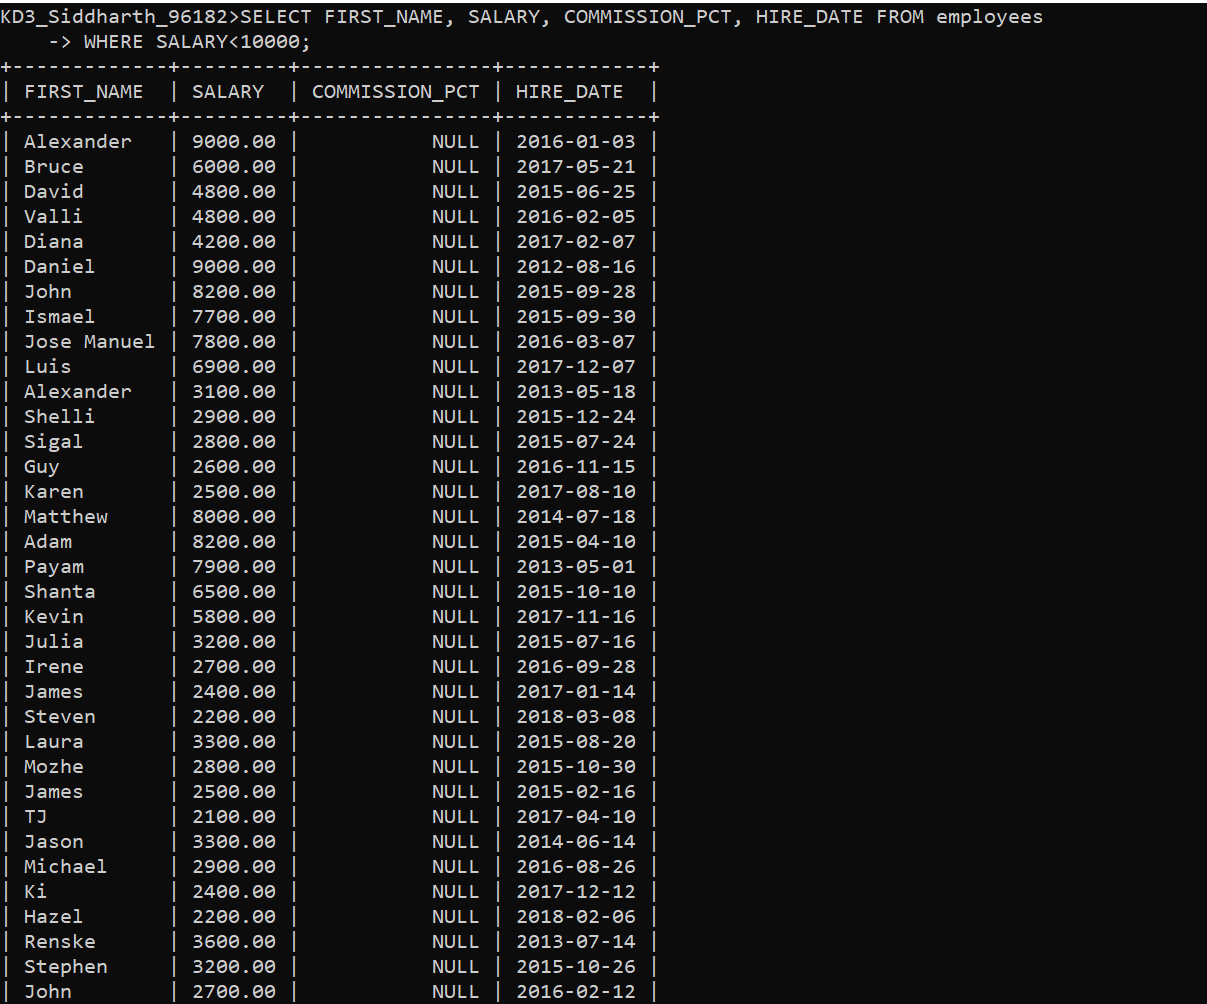 KD3_Siddharth_96182>SELECT FIRST_NAME, SALARY, COMMISSION_PCT, HIRE_DATE FROM employees
    -> WHERE SALARY<10000;
+-------------+---------+----------------+------------+
| FIRST_NAME  | SALARY  | COMMISSION_PCT | HIRE_DATE  |
+-------------+---------+----------------+------------+
| Alexander   | 9000.00 |           NULL | 2016-01-03 |
| Bruce       | 6000.00 |           NULL | 2017-05-21 |
| David       | 4800.00 |           NULL | 2015-06-25 |
| Valli       | 4800.00 |           NULL | 2016-02-05 |
| Diana       | 4200.00 |           NULL | 2017-02-07 |
| Daniel      | 9000.00 |           NULL | 2012-08-16 |
| John        | 8200.00 |           NULL | 2015-09-28 |
| Ismael      | 7700.00 |           NULL | 2015-09-30 |
| Jose Manuel | 7800.00 |           NULL | 2016-03-07 |
| Luis        | 6900.00 |           NULL | 2017-12-07 |
| Alexander   | 3100.00 |           NULL | 2013-05-18 |
| Shelli      | 2900.00 |           NULL | 2015-12-24 |
| Sigal       | 2800.00 |           NULL | 2015-07-24 |
| Guy         | 2600.00 |           NULL | 2016-11-15 |
| Karen       | 2500.00 |           NULL | 2017-08-10 |
| Matthew     | 8000.00 |           NULL | 2014-07-18 |
| Adam        | 8200.00 |           NULL | 2015-04-10 |
| Payam       | 7900.00 |           NULL | 2013-05-01 |
| Shanta      | 6500.00 |           NULL | 2015-10-10 |
| Kevin       | 5800.00 |           NULL | 2017-11-16 |
| Julia       | 3200.00 |           NULL | 2015-07-16 |
| Irene       | 2700.00 |           NULL | 2016-09-28 |
| James       | 2400.00 |           NULL | 2017-01-14 |
| Steven      | 2200.00 |           NULL | 2018-03-08 |
| Laura       | 3300.00 |           NULL | 2015-08-20 |
| Mozhe       | 2800.00 |           NULL | 2015-10-30 |
| James       | 2500.00 |           NULL | 2015-02-16 |
| TJ          | 2100.00 |           NULL | 2017-04-10 |
| Jason       | 3300.00 |           NULL | 2014-06-14 |
| Michael     | 2900.00 |           NULL | 2016-08-26 |
| Ki          | 2400.00 |           NULL | 2017-12-12 |
| Hazel       | 2200.00 |           NULL | 2018-02-06 |
| Renske      | 3600.00 |           NULL | 2013-07-14 |
| Stephen     | 3200.00 |           NULL | 2015-10-26 |
| John        | 2700.00 |           NULL | 2016-02-12 |